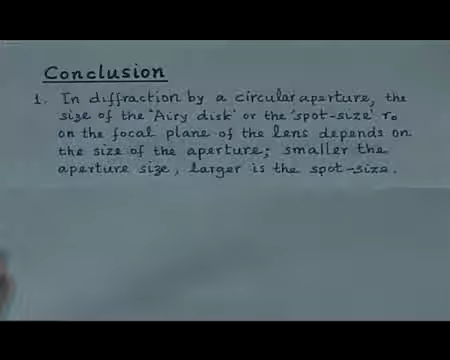 Conclusion
1. In diffraction by a circular aperture, the
size of the 'Airy disk' or the 'spot-size' r₀
on the focal plane of the lens depends on
the size of the aperture; smaller the
aperture size, larger is the spot-size.